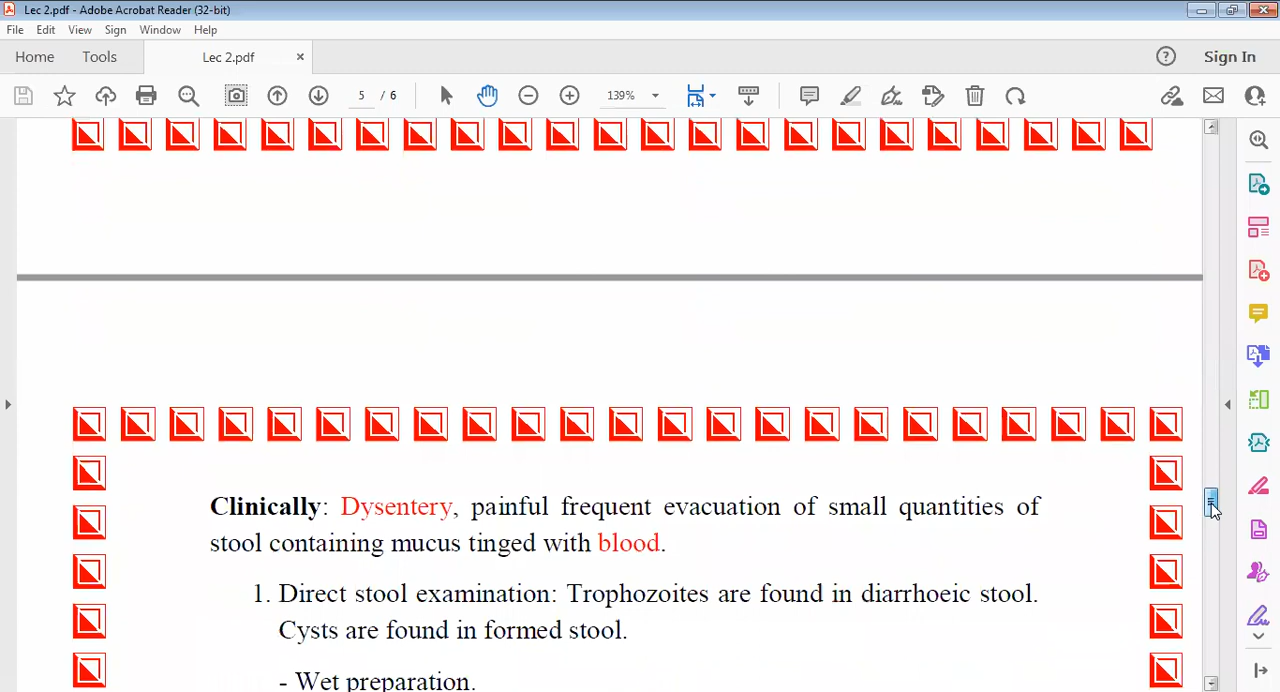 Lec 2.pdf - Adobe Acrobat Reader (32-bit)
File Edit View Sign Window Help
Home Tools Lec 2.pdf × Sign In
5 / 6 139%
Clinically: Dysentery, painful frequent evacuation of small quantities of
stool containing mucus tinged with blood.
1. Direct stool examination: Trophozoites are found in diarrhoeic stool.
Cysts are found in formed stool.
- Wet preparation.